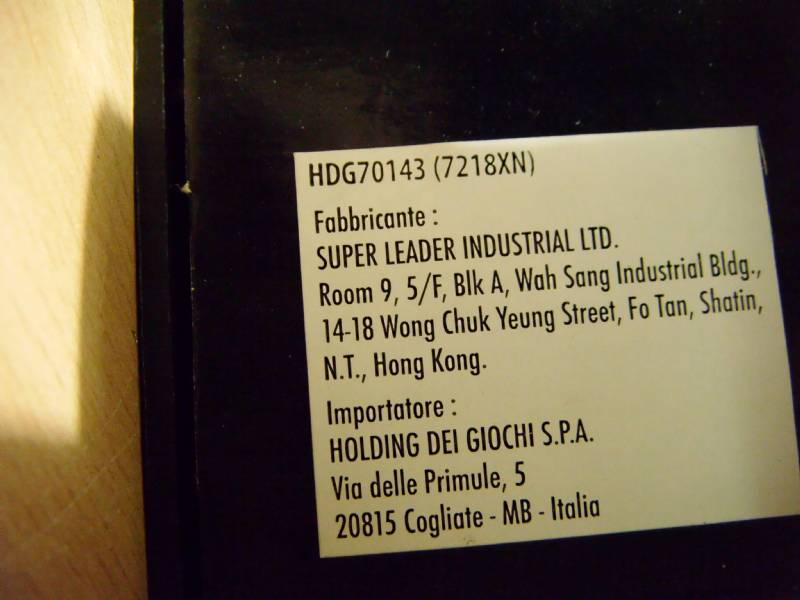 HDG70143 (7218XN)
Fabbricante :
SUPER LEADER INDUSTRIAL LTD.
Room 9, 5/F, Blk A, Wah Sang Industrial Bldg.,
14-18 Wong Chuk Yeung Street, Fo Tan, Shatin,
N.T., Hong Kong.
Importatore :
HOLDING DEI GIOCHI S.P.A.
Via delle Primule, 5
20815 Cogliate - MB - Italia